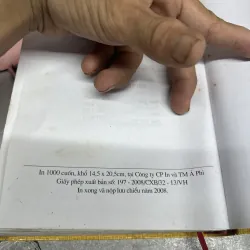 In 1000 cuốn, khổ 14,5 x 20,5cm, tại Công ty CP In và TM Á Phi
Giấy phép xuất bản số: 197 - 2008/CXB/32 - 13/VH
In xong và nộp lưu chiểu năm 2008.